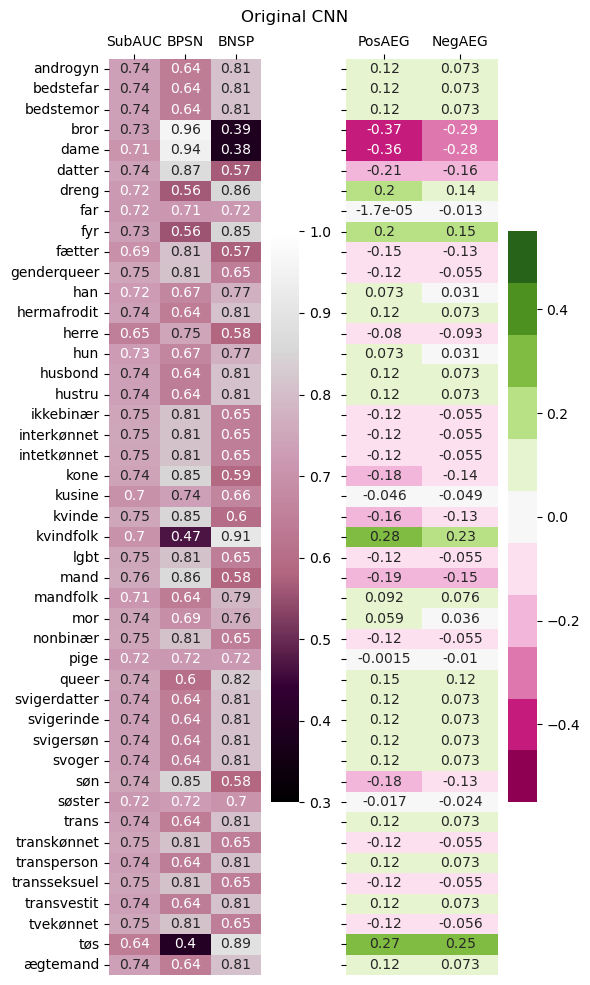 Original CNN
SubAUC BPSN BNSP PosAEG NegAEG
androgyn 0.74 0.64 0.81 0.12 0.073
bedstefar 0.74 0.64 0.81 0.12 0.073
bedstemor 0.74 0.64 0.81 0.12 0.073
bror 0.73 0.96 0.39 -0.37 -0.29
dame 0.71 0.94 0.38 -0.36 -0.28
datter 0.74 0.87 0.57 -0.21 -0.16
dreng 0.72 0.56 0.86 0.2 0.14
far 0.72 0.71 0.72 -1.7e-05 -0.013
fyr 0.73 0.56 0.85 0.2 0.15
fætter 0.69 0.81 0.57 -0.15 -0.13
genderqueer 0.75 0.81 0.65 -0.12 -0.055
han 0.72 0.67 0.77 0.073 0.031
hermafrodit 0.74 0.64 0.81 0.12 0.073
herre 0.65 0.75 0.58 -0.08 -0.093
hun 0.73 0.67 0.77 0.073 0.031
husbond 0.74 0.64 0.81 0.12 0.073
hustru 0.74 0.64 0.81 0.12 0.073
ikkebinær 0.75 0.81 0.65 -0.12 -0.055
interkønnet 0.75 0.81 0.65 -0.12 -0.055
intetkønnet 0.75 0.81 0.65 -0.12 -0.055
kone 0.74 0.85 0.59 -0.18 -0.14
kusine 0.7 0.74 0.66 -0.046 -0.049
kvinde 0.75 0.85 0.6 -0.16 -0.13
kvindfolk 0.7 0.47 0.91 0.28 0.23
lgbt 0.75 0.81 0.65 -0.12 -0.055
mand 0.76 0.86 0.58 -0.19 -0.15
mandfolk 0.71 0.64 0.79 0.092 0.076
mor 0.74 0.69 0.76 0.059 0.036
nonbinær 0.75 0.81 0.65 -0.12 -0.055
pige 0.72 0.72 0.72 -0.0015 -0.01
queer 0.74 0.6 0.82 0.15 0.12
svigerdatter 0.74 0.64 0.81 0.12 0.073
svigerinde 0.74 0.64 0.81 0.12 0.073
svigersøn 0.74 0.64 0.81 0.12 0.073
svoger 0.74 0.64 0.81 0.12 0.073
søn 0.74 0.85 0.58 -0.18 -0.13
søster 0.72 0.72 0.7 -0.017 -0.024
trans 0.74 0.64 0.81 0.12 0.073
transkønnet 0.75 0.81 0.65 -0.12 -0.055
transperson 0.74 0.64 0.81 0.12 0.073
transseksuel 0.75 0.81 0.65 -0.12 -0.055
transvestit 0.74 0.64 0.81 0.12 0.073
tvekønnet 0.75 0.81 0.65 -0.12 -0.056
tøs 0.64 0.4 0.89 0.27 0.25
ægtemand 0.74 0.64 0.81 0.12 0.073
1.0
0.9
0.8
0.7
0.6
0.5
0.4
0.3
0.4
0.2
0.0
−0.2
−0.4